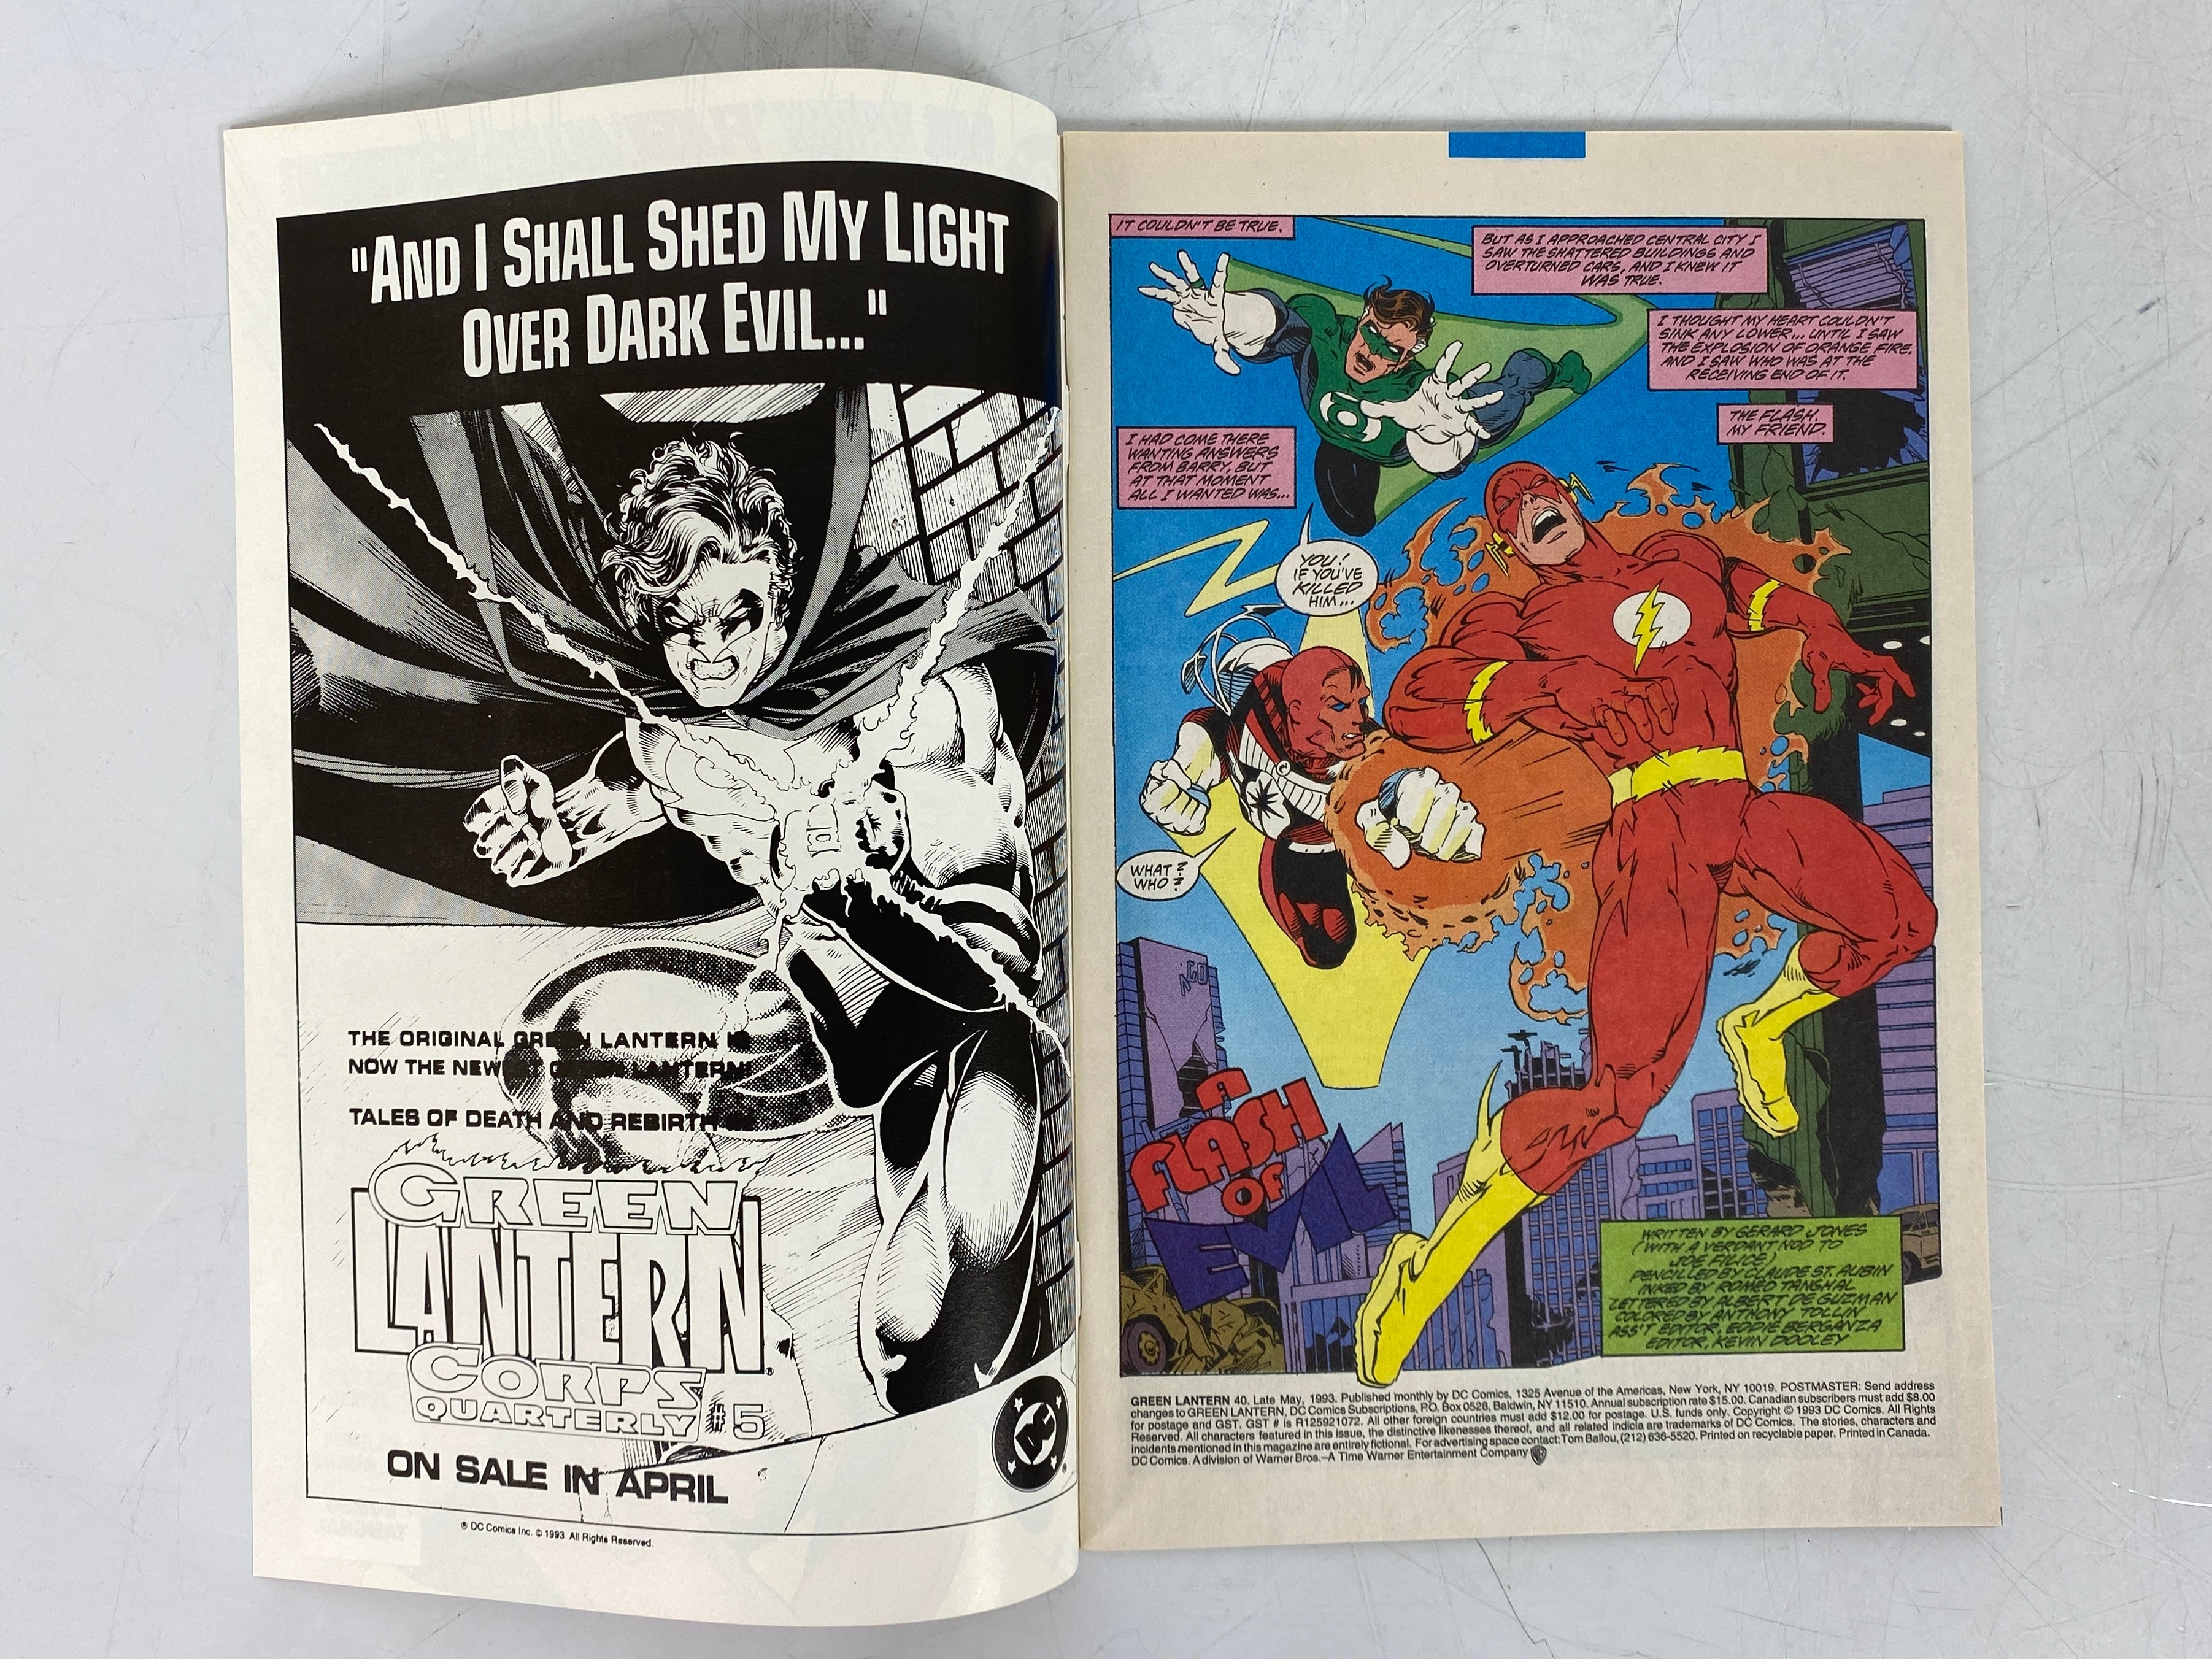 "AND I SHALL SHED MY LIGHT
OVER DARK EVIL..."
THE ORIGINAL GREEN LANTERN IS
NOW THE NEWEST GREEN LANTERN!
TALES OF DEATH AND REBIRTH IN
GREEN
LANTERN
CORPS
QUARTERLY #5
ON SALE IN APRIL
DC
® DC Comics Inc. © 1993. All Rights Reserved.
IT COULDN'T BE TRUE.
BUT AS I APPROACHED CENTRAL CITY I
SAW THE SHATTERED BUILDINGS AND
OVERTURNED CARS, AND I KNEW IT
WAS TRUE.
I THOUGHT MY HEART COULDN'T
SINK ANY LOWER... UNTIL I SAW
THE EXPLOSION OF ORANGE FIRE,
AND I SAW WHO WAS AT THE
RECEIVING END OF IT.
THE FLASH.
MY FRIEND.
I HAD COME THERE
WANTING ANSWERS
FROM BARRY, BUT
AT THAT MOMENT
ALL I WANTED WAS...
YOU!
IF YOU'VE
KILLED
HIM...
WHAT?
WHO?
A
FLASH
OF
EVIL
WRITTEN BY GERARD JONES
(WITH A VERDANT NOD TO
JOE FILICE)
PENCILLED BY CLAUDE ST. AUBIN
INKED BY ROMEO TANGHAL
LETTERED BY ALBERT DE GUZMAN
COLORED BY ANTHONY TOLLIN
ASS'T EDITOR, EDDIE BERGANZA
EDITOR, KEVIN DOOLEY
GREEN LANTERN 40, Late May, 1993. Published monthly by DC Comics, 1325 Avenue of the Americas, New York, NY 10019. POSTMASTER: Send address
changes to GREEN LANTERN, DC Comics Subscriptions, P.O. Box 0528, Baldwin, NY 11510. Annual subscription rate $15.00. Canadian subscribers must add $8.00
for postage and GST. GST # is R125921072. All other foreign countries must add $12.00 for postage. U.S. funds only. Copyright © 1993 DC Comics. All Rights
Reserved. All characters featured in this issue, the distinctive likenesses thereof, and all related indicia are trademarks of DC Comics. The stories, characters and
incidents mentioned in this magazine are entirely fictional. For advertising space contact: Tom Ballou, (212) 636-5520. Printed on recyclable paper. Printed in Canada.
DC Comics. A division of Warner Bros.–A Time Warner Entertainment Company